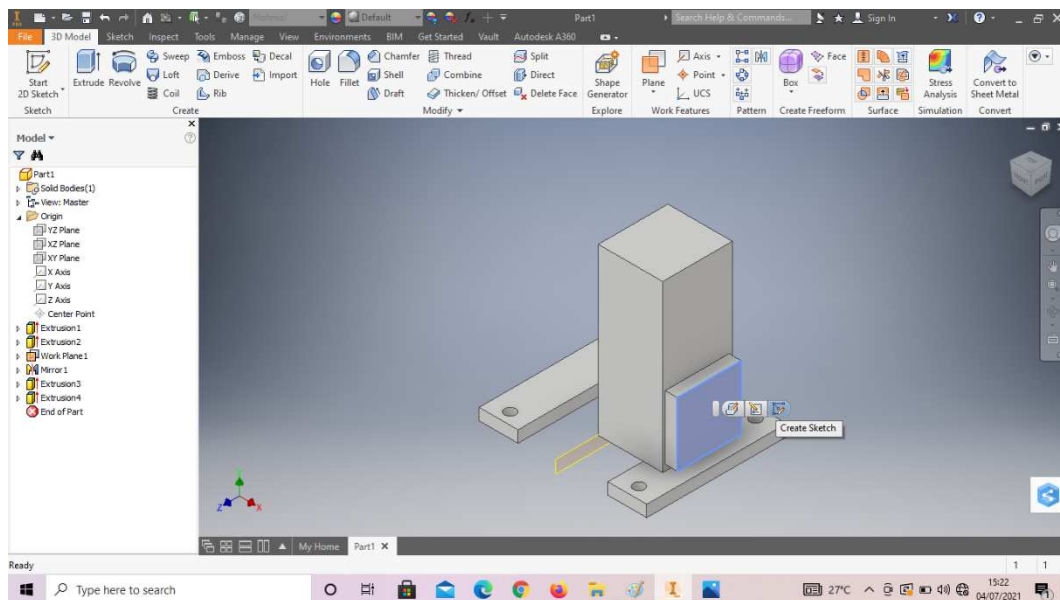 Material Default Part1 Search Help & Commands... Sign In
File 3D Model Sketch Inspect Tools Manage View Environments BIM Get Started Vault Autodesk A360
Start 2D Sketch
Extrude Revolve
Sweep Emboss Decal
Loft Derive Import
Coil Rib
Hole Fillet
Chamfer Thread
Shell Combine
Draft Thicken/ Offset
Split
Direct
Delete Face
Shape Generator
Plane
Axis
Point
UCS
Box
Face
Stress Analysis
Convert to Sheet Metal
Sketch Create Modify Explore Work Features Pattern Create Freeform Surface Simulation Convert
Model
Part1
Solid Bodies(1)
View: Master
Origin
YZ Plane
XZ Plane
XY Plane
X Axis
Y Axis
Z Axis
Center Point
Extrusion1
Extrusion2
Work Plane1
Mirror1
Extrusion3
Extrusion4
End of Part
Create Sketch
Z X
My Home Part1
Ready 1 1
Type here to search 27°C 15:22
04/07/2021